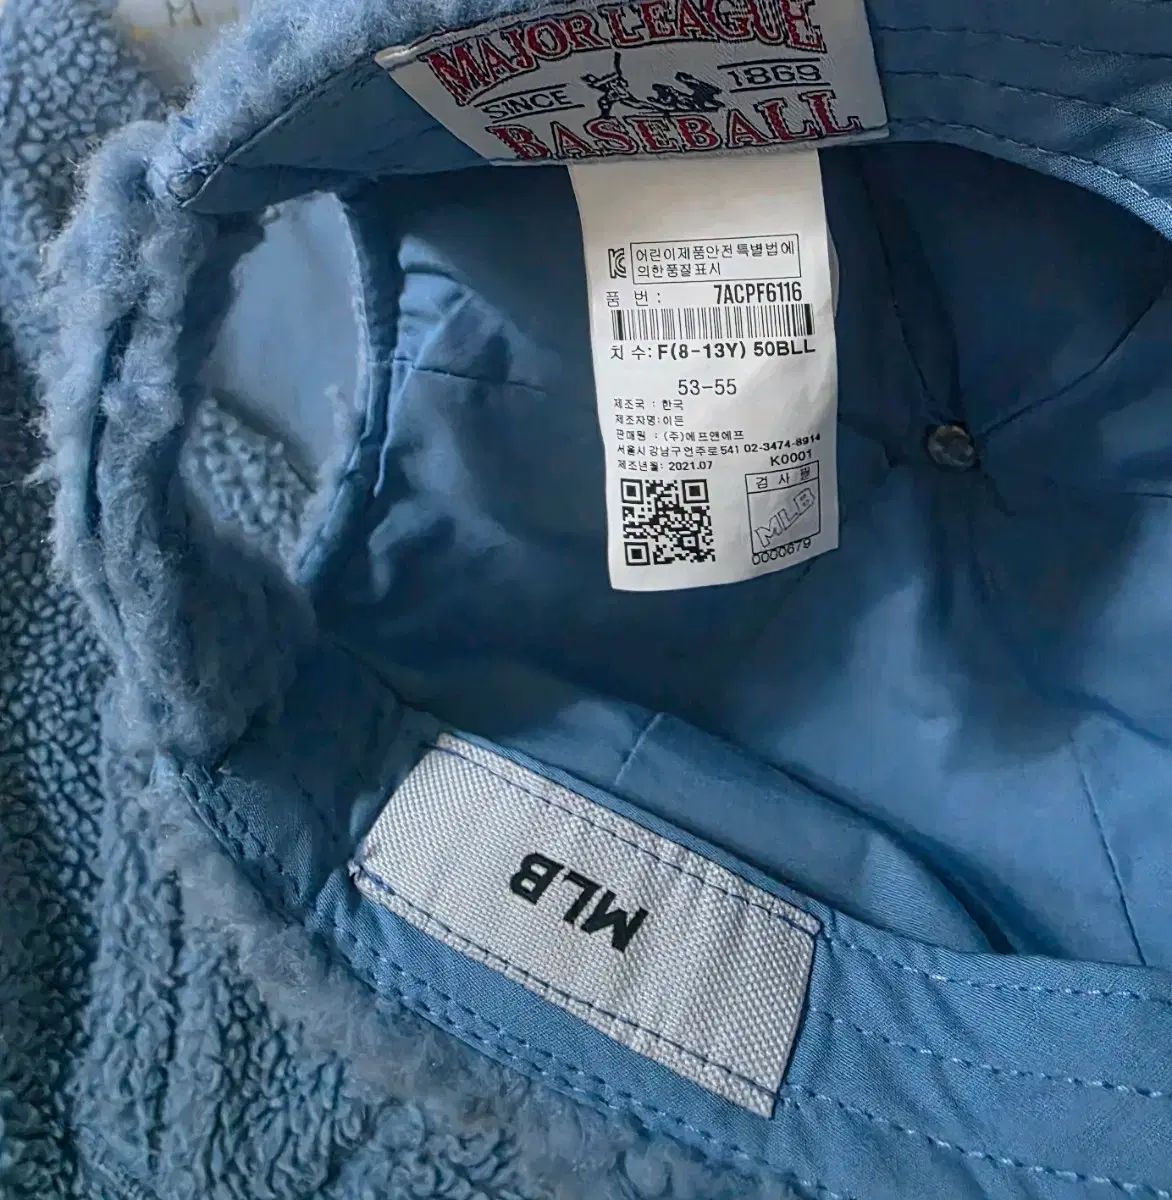 MAJOR LEAGUE
SINCE 1869
BASEBALL
어린이제품안전특별법에
의한품질표시
품 번 : 7ACPF6116
치 수: F(8-13Y) 50BLL
53-55
제조국 : 한국
제조자명: 이든
판매원 : (주)에프앤에프
서울시 강남구 언주로 541 02-3474-8914
제조년월: 2021.07
K0001
검 사 필
MLB
0000679
MLB